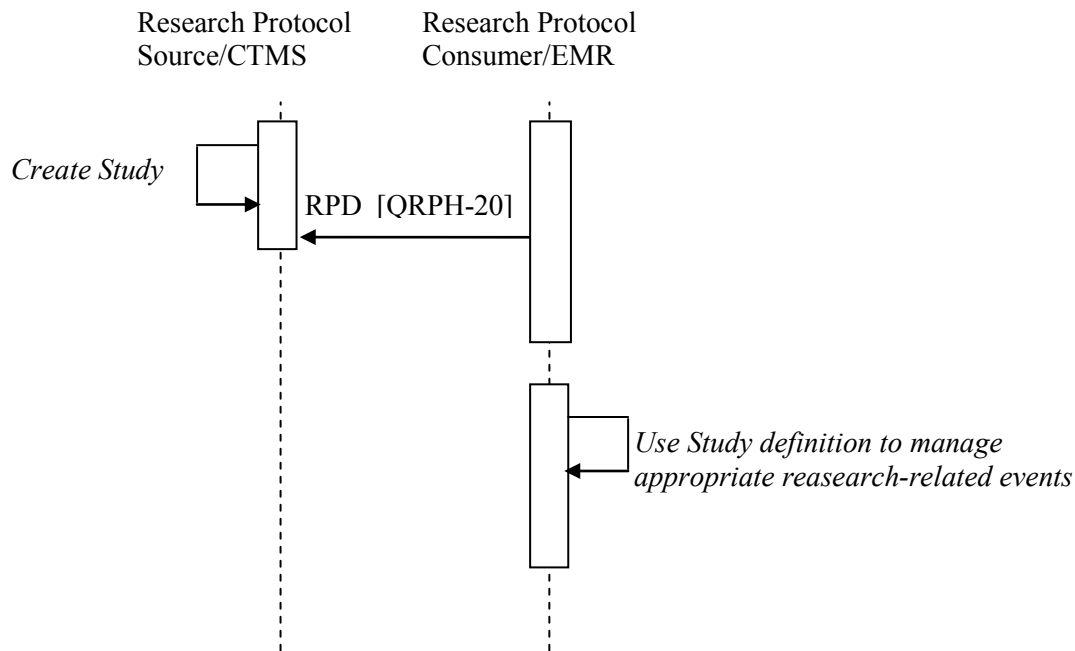 Research Protocol
Source/CTMS
Research Protocol
Consumer/EMR
Create Study
RPD [QRPH-20]
Use Study definition to manage
appropriate reasearch-related events